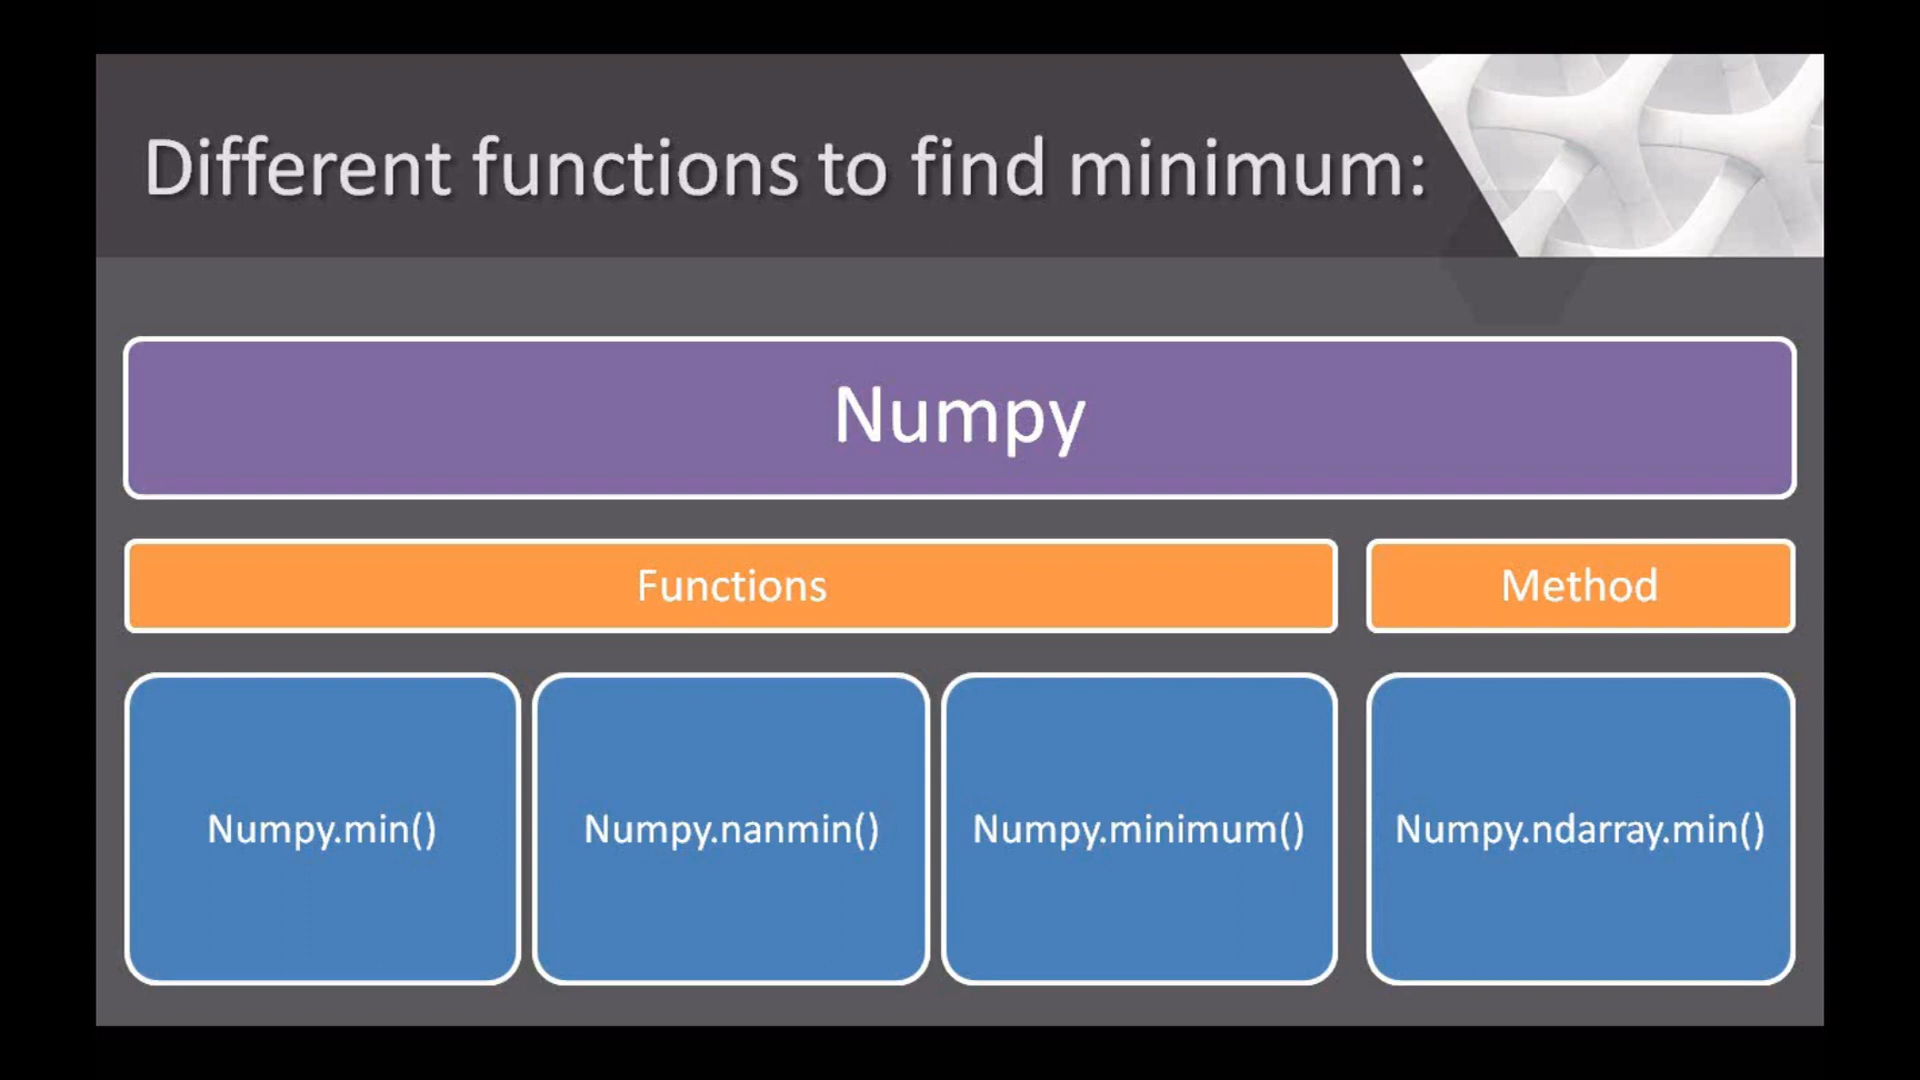 Different functions to find minimum:
Numpy
Functions
Method
Numpy.min()
Numpy.nanmin()
Numpy.minimum()
Numpy.ndarray.min()